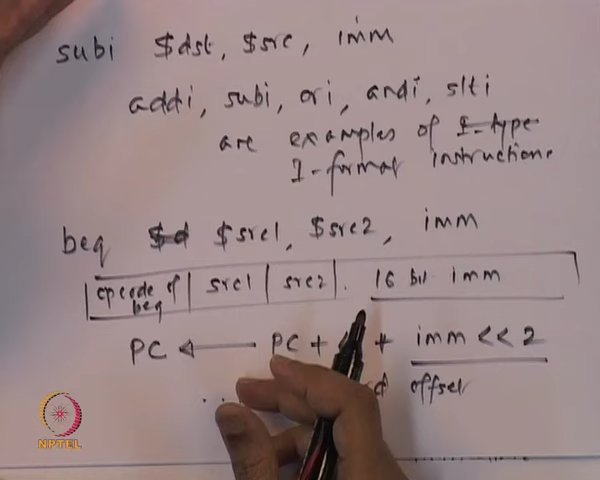 subi $dst, $src, imm
addi, subi, ori, andi, slti
are examples of I-type
I-format instructions
beq $d $src1, $src2, imm
opcode of beq | src1 | src2 | 16 bit imm
PC ← PC + + imm << 2
offset
NPTEL